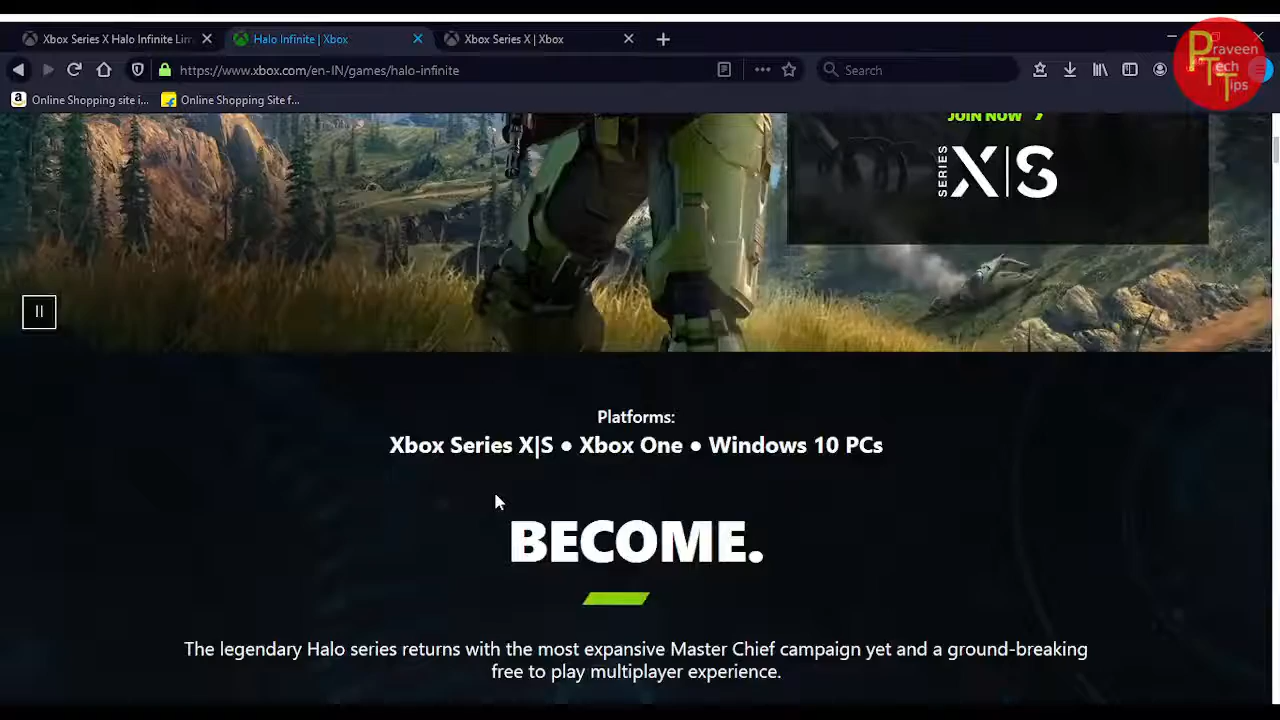 Xbox Series X Halo Infinite Lim
Halo Infinite | Xbox
Xbox Series X | Xbox
https://www.xbox.com/en-IN/games/halo-infinite
Search
Praveen
Tech
Tips
Online Shopping site i...
Online Shopping Site f...
JOIN NOW
SERIES X|S
Platforms:
Xbox Series X|S ● Xbox One ● Windows 10 PCs
BECOME.
The legendary Halo series returns with the most expansive Master Chief campaign yet and a ground-breaking
free to play multiplayer experience.